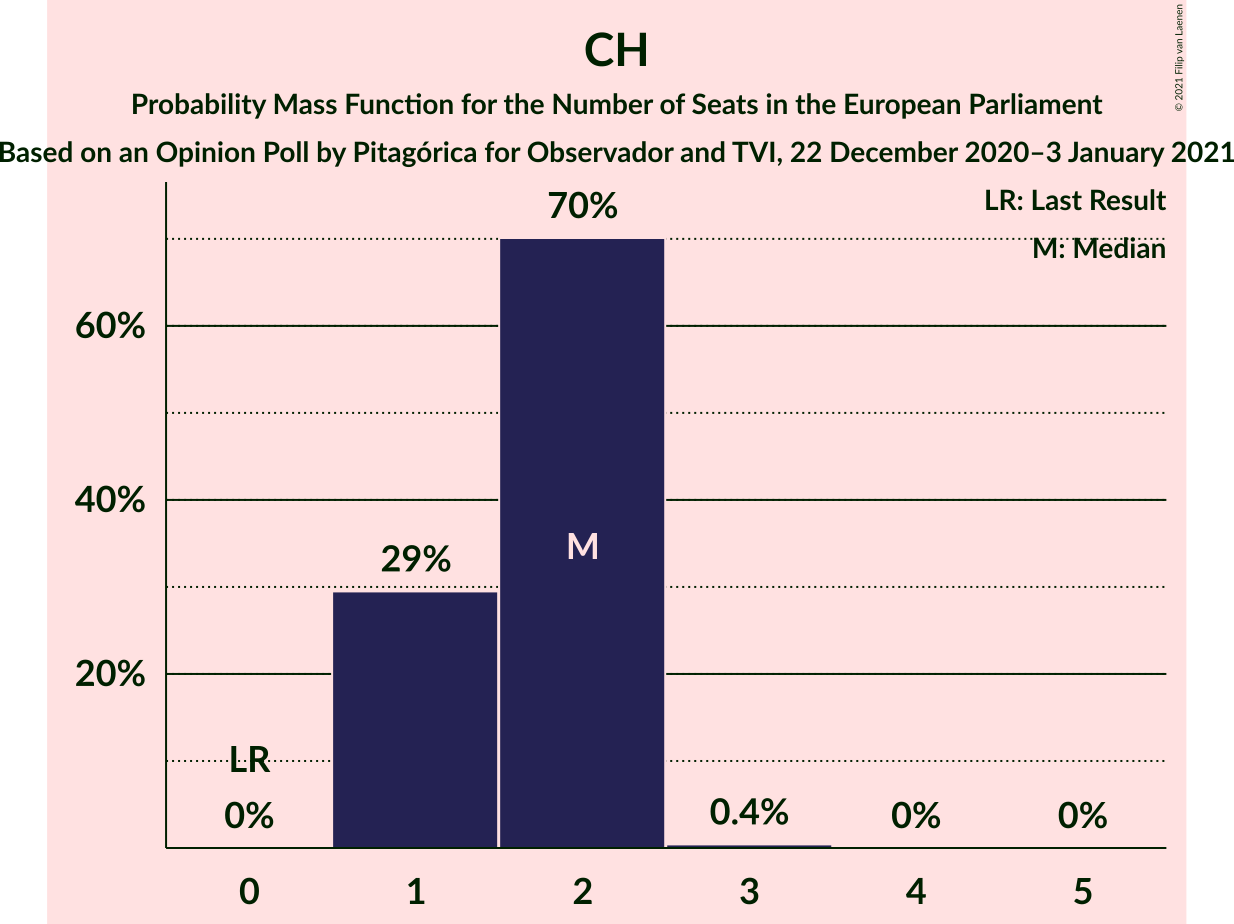 CH
Probability Mass Function for the Number of Seats in the European Parliament
Based on an Opinion Poll by Pitagórica for Observador and TVI, 22 December 2020–3 January 2021
© 2021 Filip van Laenen
LR: Last Result
M: Median
70%
60%
40%
29%
M
20%
LR
0%
0.4%
0%
0%
0 1 2 3 4 5